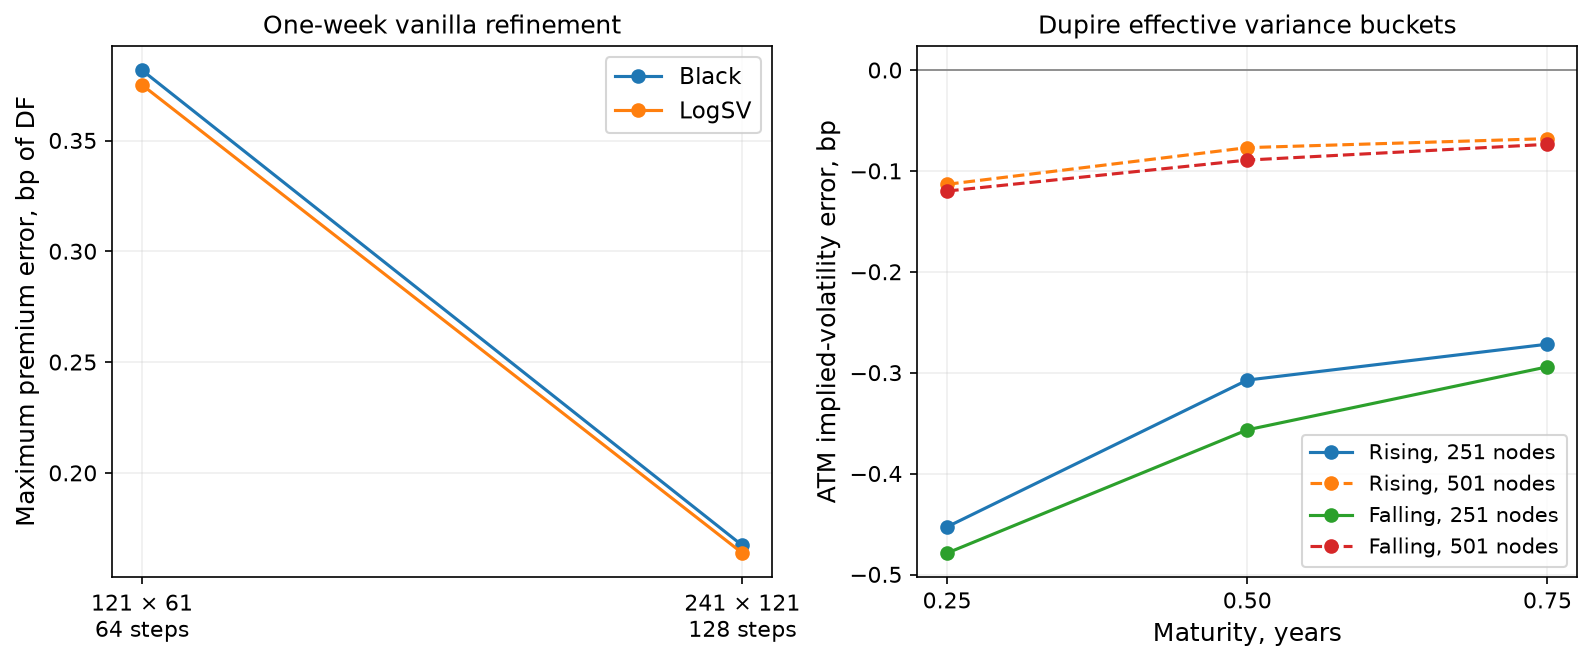 One-week vanilla refinement
Maximum premium error, bp of DF
0.35
0.30
0.25
0.20
Black
LogSV
121 × 61
64 steps
241 × 121
128 steps
Dupire effective variance buckets
ATM implied-volatility error, bp
0.0
−0.1
−0.2
−0.3
−0.4
−0.5
Rising, 251 nodes
Rising, 501 nodes
Falling, 251 nodes
Falling, 501 nodes
0.25
0.50
0.75
Maturity, years